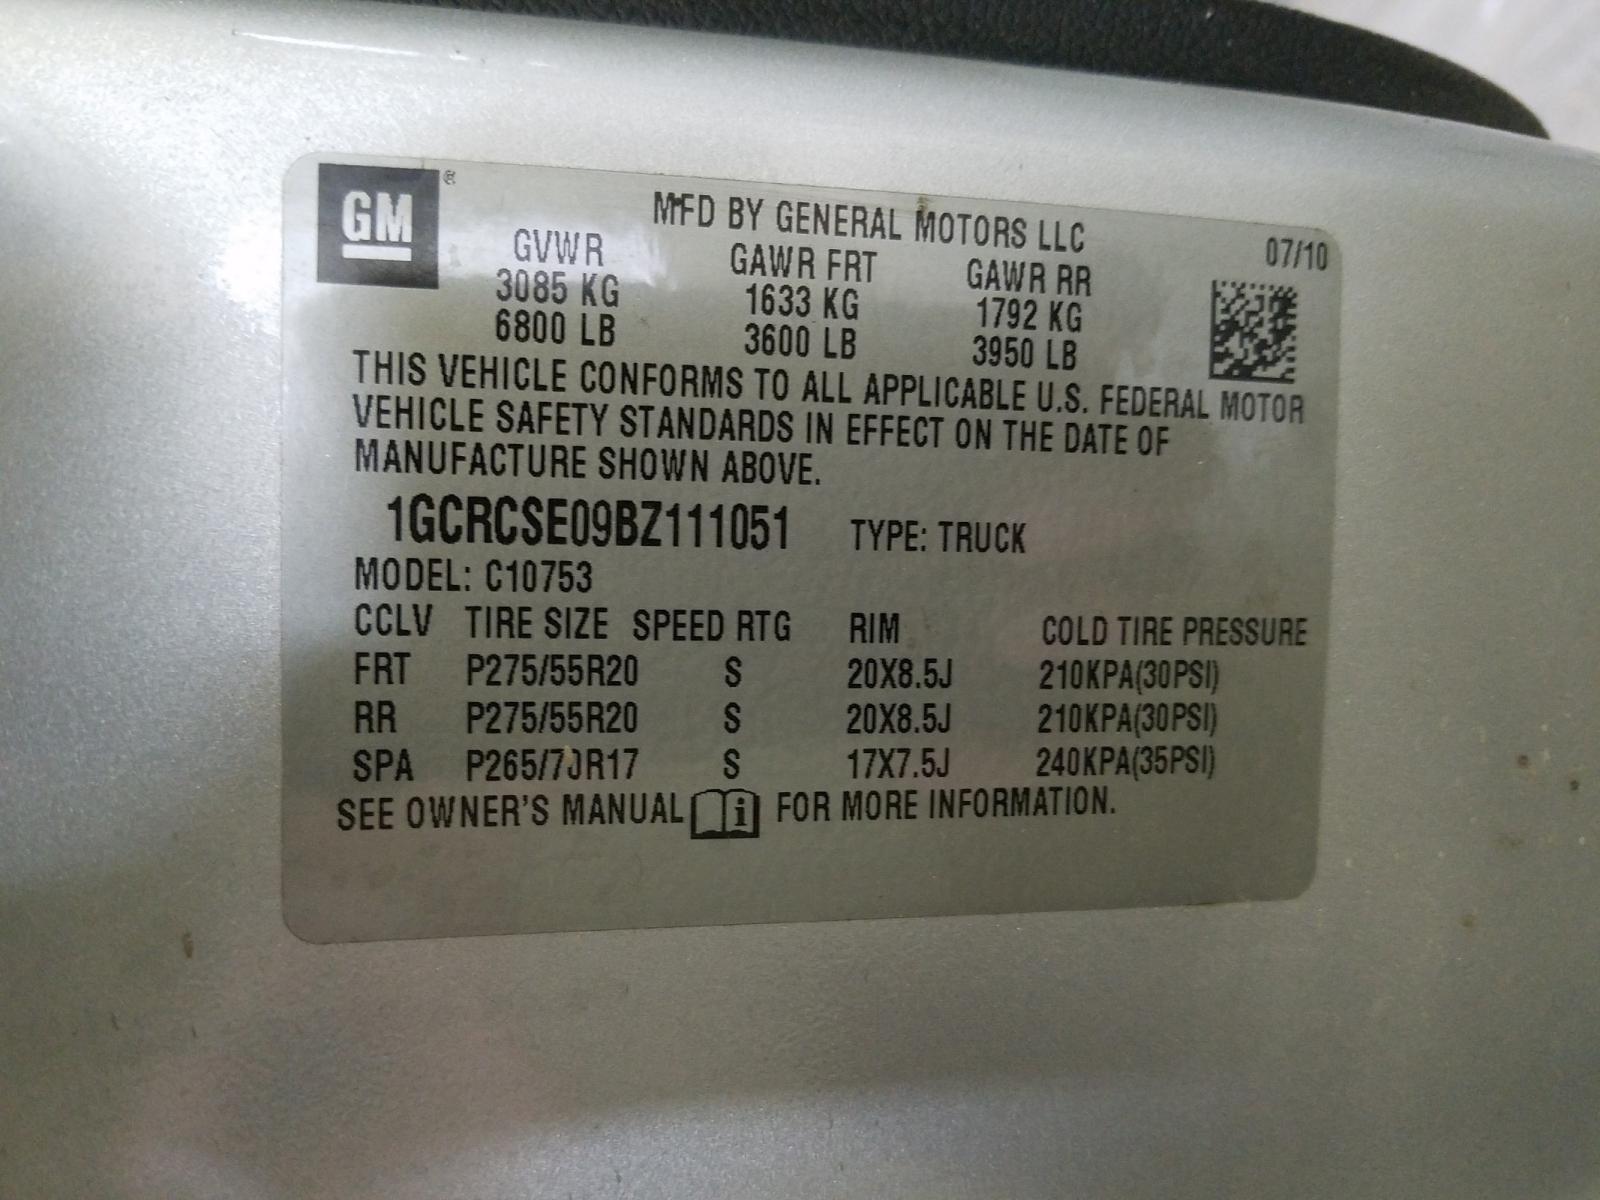 GM®
MFD BY GENERAL MOTORS LLC 07/10
GVWR GAWR FRT GAWR RR
3085 KG 1633 KG 1792 KG
6800 LB 3600 LB 3950 LB
THIS VEHICLE CONFORMS TO ALL APPLICABLE U.S. FEDERAL MOTOR
VEHICLE SAFETY STANDARDS IN EFFECT ON THE DATE OF
MANUFACTURE SHOWN ABOVE.
1GCRCSE09BZ111051 TYPE: TRUCK
MODEL: C10753
CCLV TIRE SIZE SPEED RTG RIM COLD TIRE PRESSURE
FRT P275/55R20 S 20X8.5J 210KPA(30PSI)
RR P275/55R20 S 20X8.5J 210KPA(30PSI)
SPA P265/70R17 S 17X7.5J 240KPA(35PSI)
SEE OWNER'S MANUAL i FOR MORE INFORMATION.